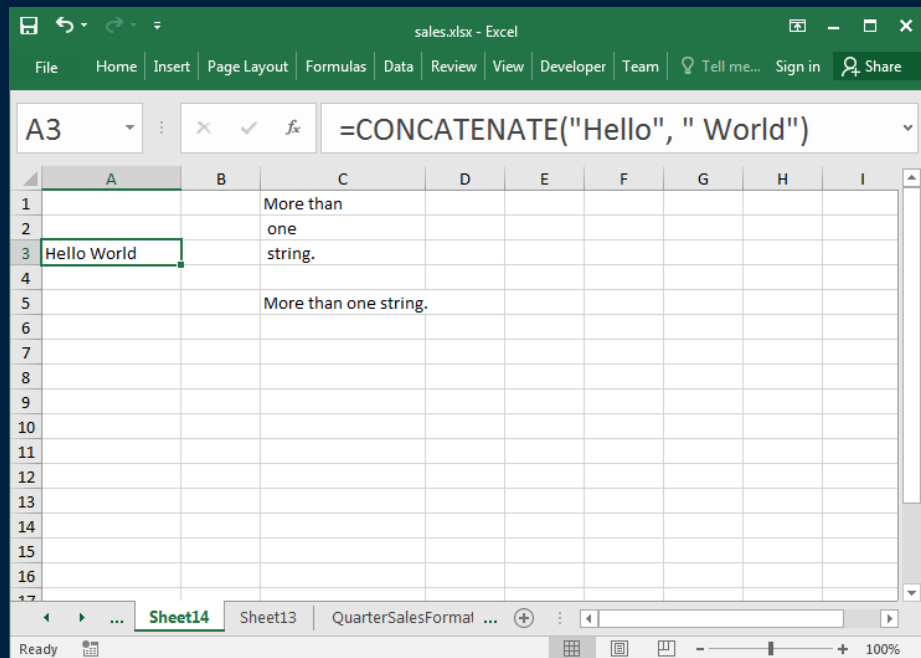 sales.xlsx - Excel
File Home Insert Page Layout Formulas Data Review View Developer Team Tell me... Sign in Share
A3 fx =CONCATENATE("Hello", " World")
A B C D E F G H I
1 More than
2 one
3 Hello World string.
4
5 More than one string.
6
7
8
9
10
11
12
13
14
15
16
17
... Sheet14 Sheet13 QuarterSalesFormat ...
Ready 100%